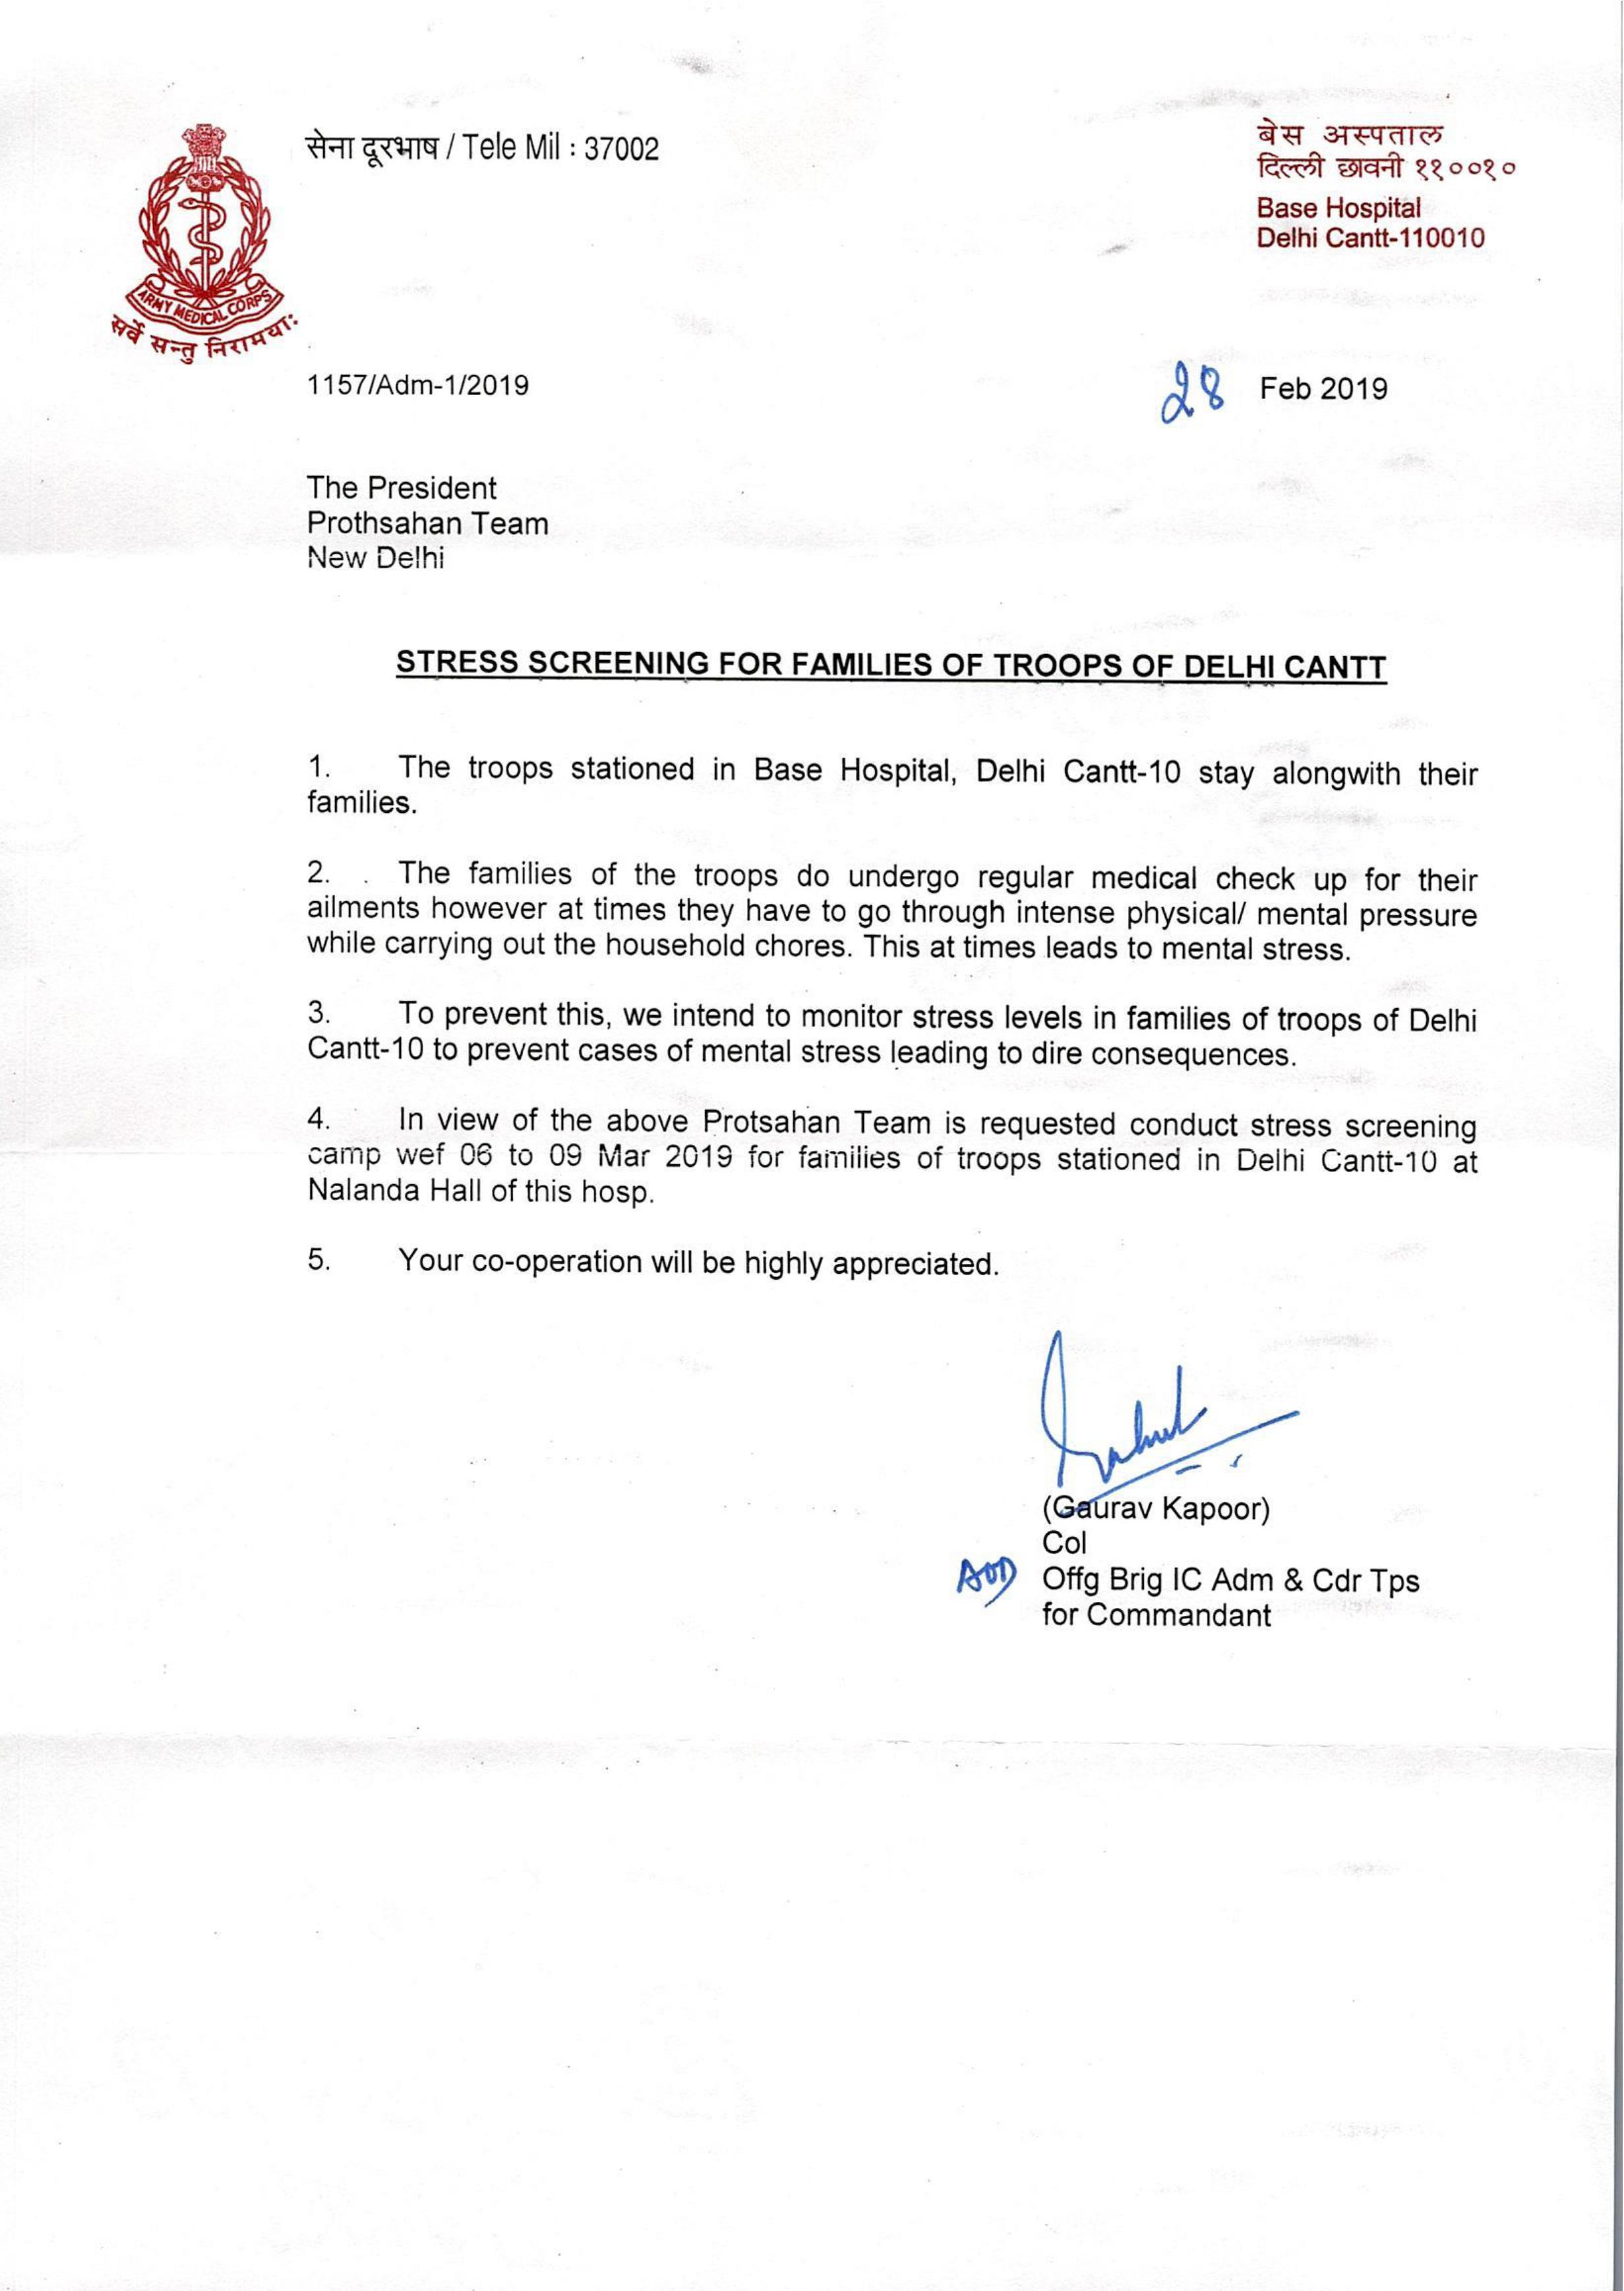 सेना दूरभाष / Tele Mil : 37002
बेस अस्पताल
दिल्ली छावनी ११००१०
Base Hospital
Delhi Cantt-110010
ARMY MEDICAL CORPS
सर्वे सन्तु निरामयाः
1157/Adm-1/2019
28 Feb 2019
The President
Prothsahan Team
New Delhi
STRESS SCREENING FOR FAMILIES OF TROOPS OF DELHI CANTT
1. The troops stationed in Base Hospital, Delhi Cantt-10 stay alongwith their
families.
2. . The families of the troops do undergo regular medical check up for their
ailments however at times they have to go through intense physical/ mental pressure
while carrying out the household chores. This at times leads to mental stress.
3. To prevent this, we intend to monitor stress levels in families of troops of Delhi
Cantt-10 to prevent cases of mental stress leading to dire consequences.
4. In view of the above Protsahan Team is requested conduct stress screening
camp wef 06 to 09 Mar 2019 for families of troops stationed in Delhi Cantt-10 at
Nalanda Hall of this hosp.
5. Your co-operation will be highly appreciated.
(Gaurav Kapoor)
Col
AOD Offg Brig IC Adm & Cdr Tps
for Commandant